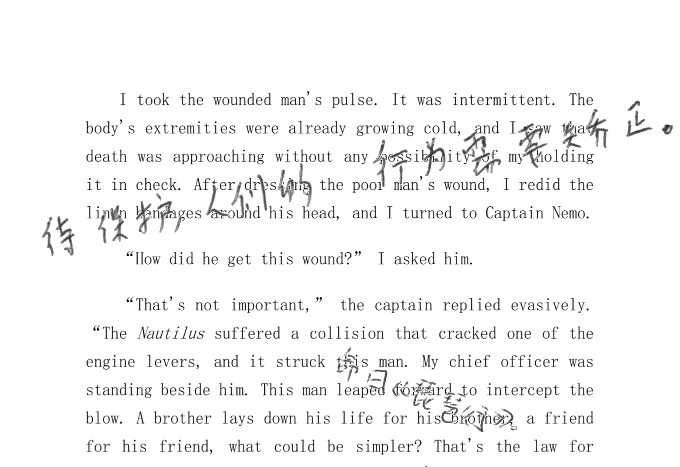 I took the wounded man's pulse. It was intermittent. The
body's extremities were already growing cold, and I saw that
death was approaching without any possibility of my holding
it in check. After dressing the poor man's wound, I redid the
linen bandages around his head, and I turned to Captain Nemo.
待保护,人们的行为需要矫正。
“How did he get this wound?” I asked him.
“That's not important,” the captain replied evasively.
“The Nautilus suffered a collision that cracked one of the
engine levers, and it struck this man. My chief officer was
standing beside him. This man leaped forward to intercept the
blow. A brother lays down his life for his brother, a friend
for his friend, what could be simpler? That's the law for
琵琶行》。